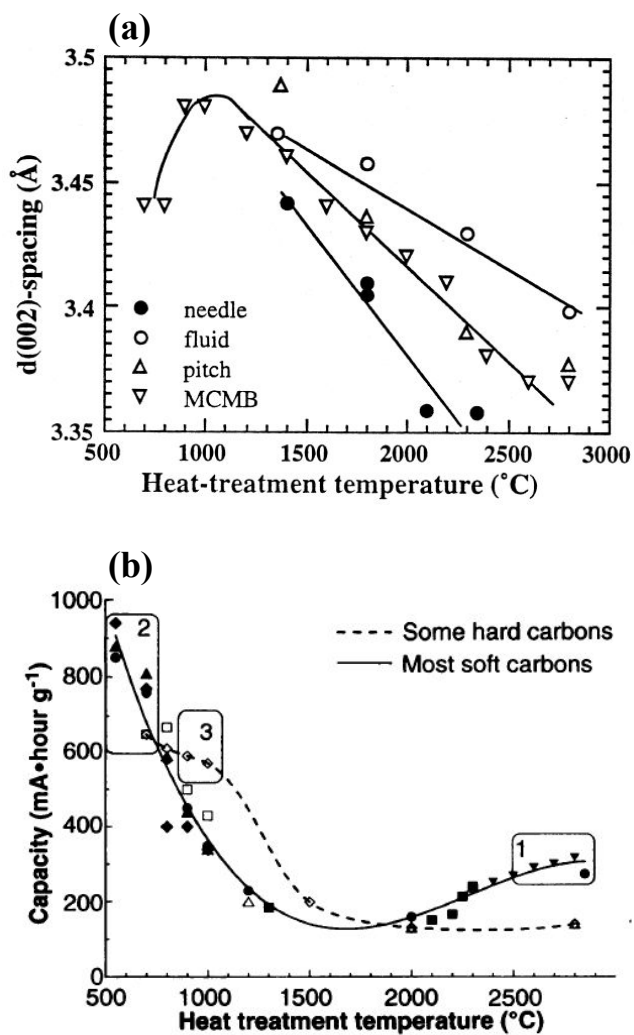 (a)
3.5
3.45
3.4
3.35
d(002)-spacing (Å)
needle
fluid
pitch
MCMB
500 1000 1500 2000 2500 3000
Heat-treatment temperature (°C)
(b)
1000
800
600
400
200
0
Capacity (mA•hour g-1)
2
3
1
Some hard carbons
Most soft carbons
500 1000 1500 2000 2500
Heat treatment temperature (°C)